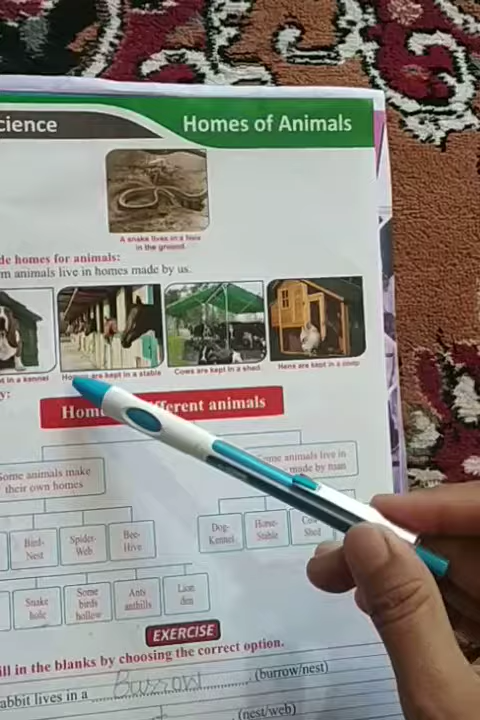 cience
Homes of Animals
A snake lives in a hole
in the ground.
de homes for animals:
m animals live in homes made by us.
t in a kennel
are kept in a stable
Cows are kept in a shed.
Hens are kept in a coop
y:
fferent animals
Some animals make
their own homes
ome animals live in
made by man
Bird-
Nest
Spider-
Web
Bee-
Hive
Dog-
Kennel
Horse-
Stable
Shed
Snake
hole
Some
birds
hollow
Ants
anthills
Lion
den
EXERCISE
ill in the blanks by choosing the correct option.
abbit lives in a Burrow (burrow/nest)
(nest/web)